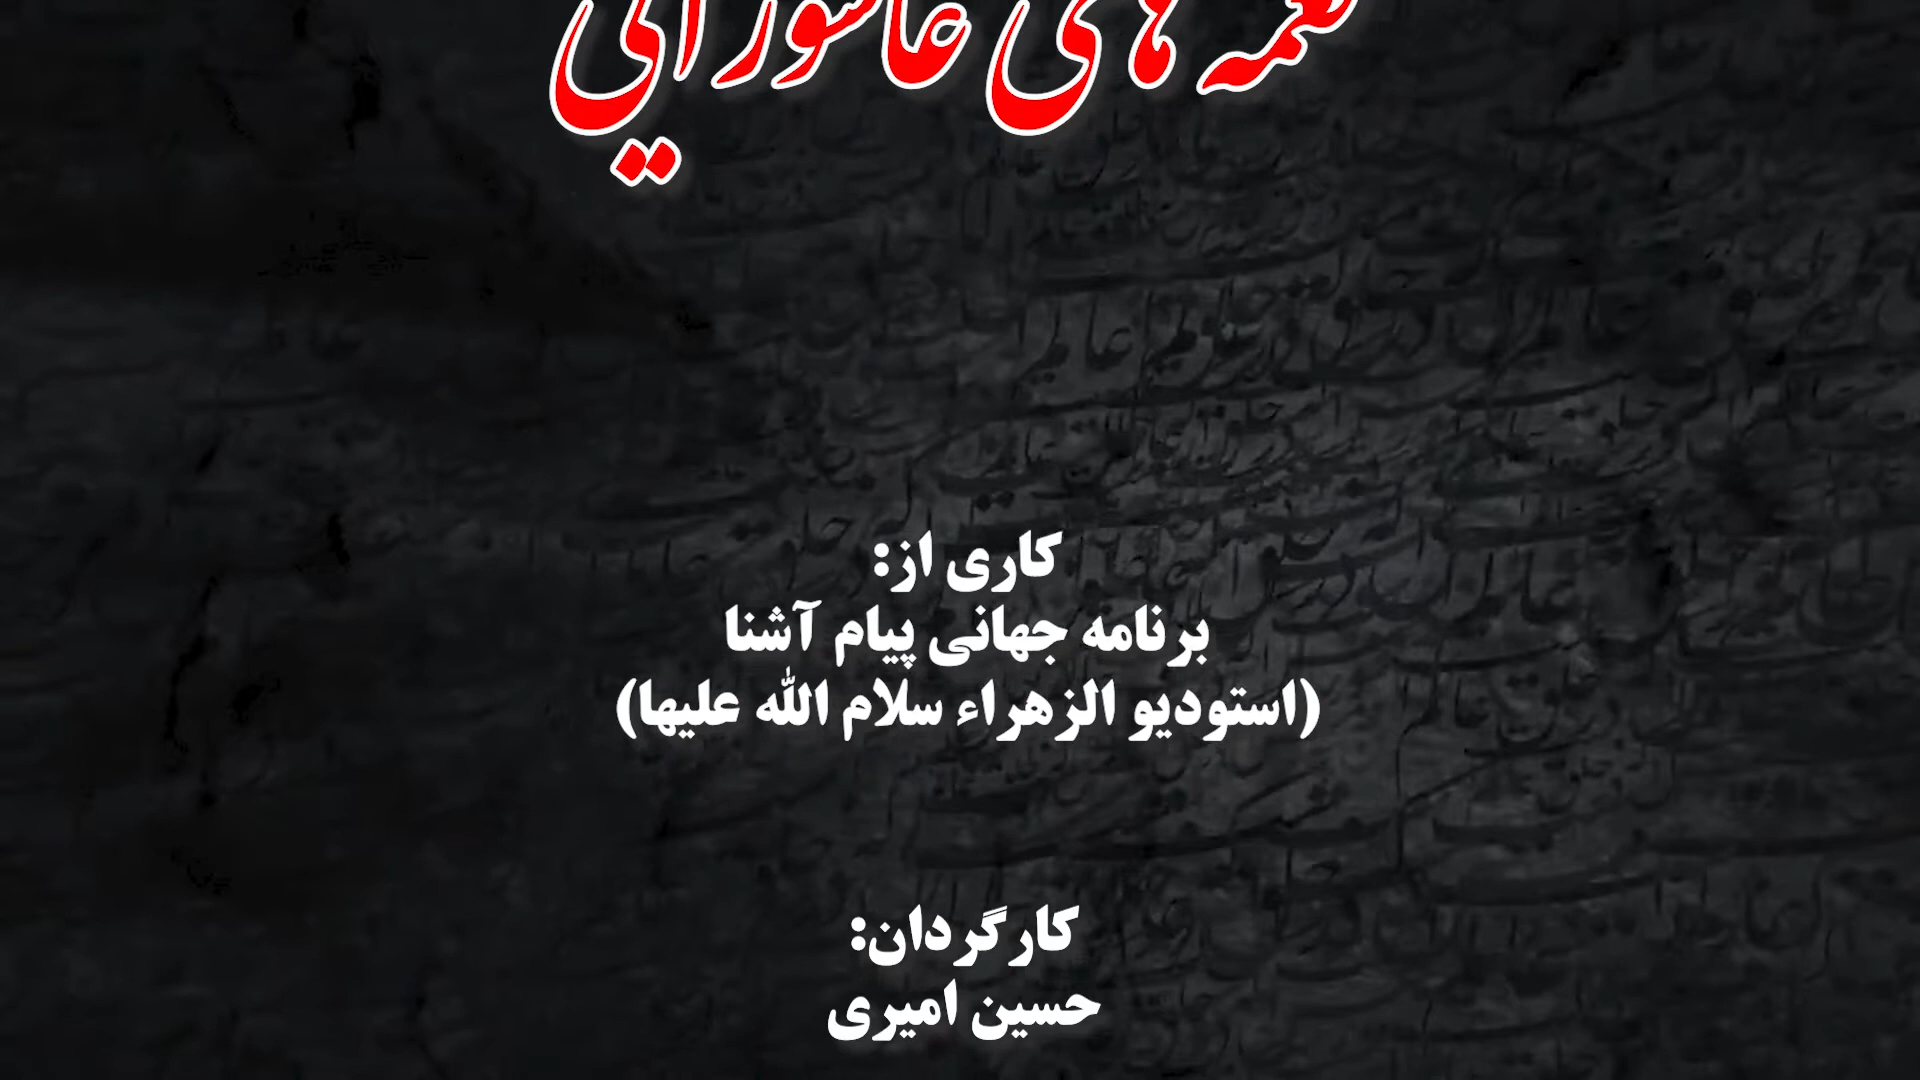 نغمه های عاشورایی
کاری از:
برنامه جهانی پیام آشنا
(استودیو الزهراء سلام الله علیها)
کارگردان:
حسین امیری